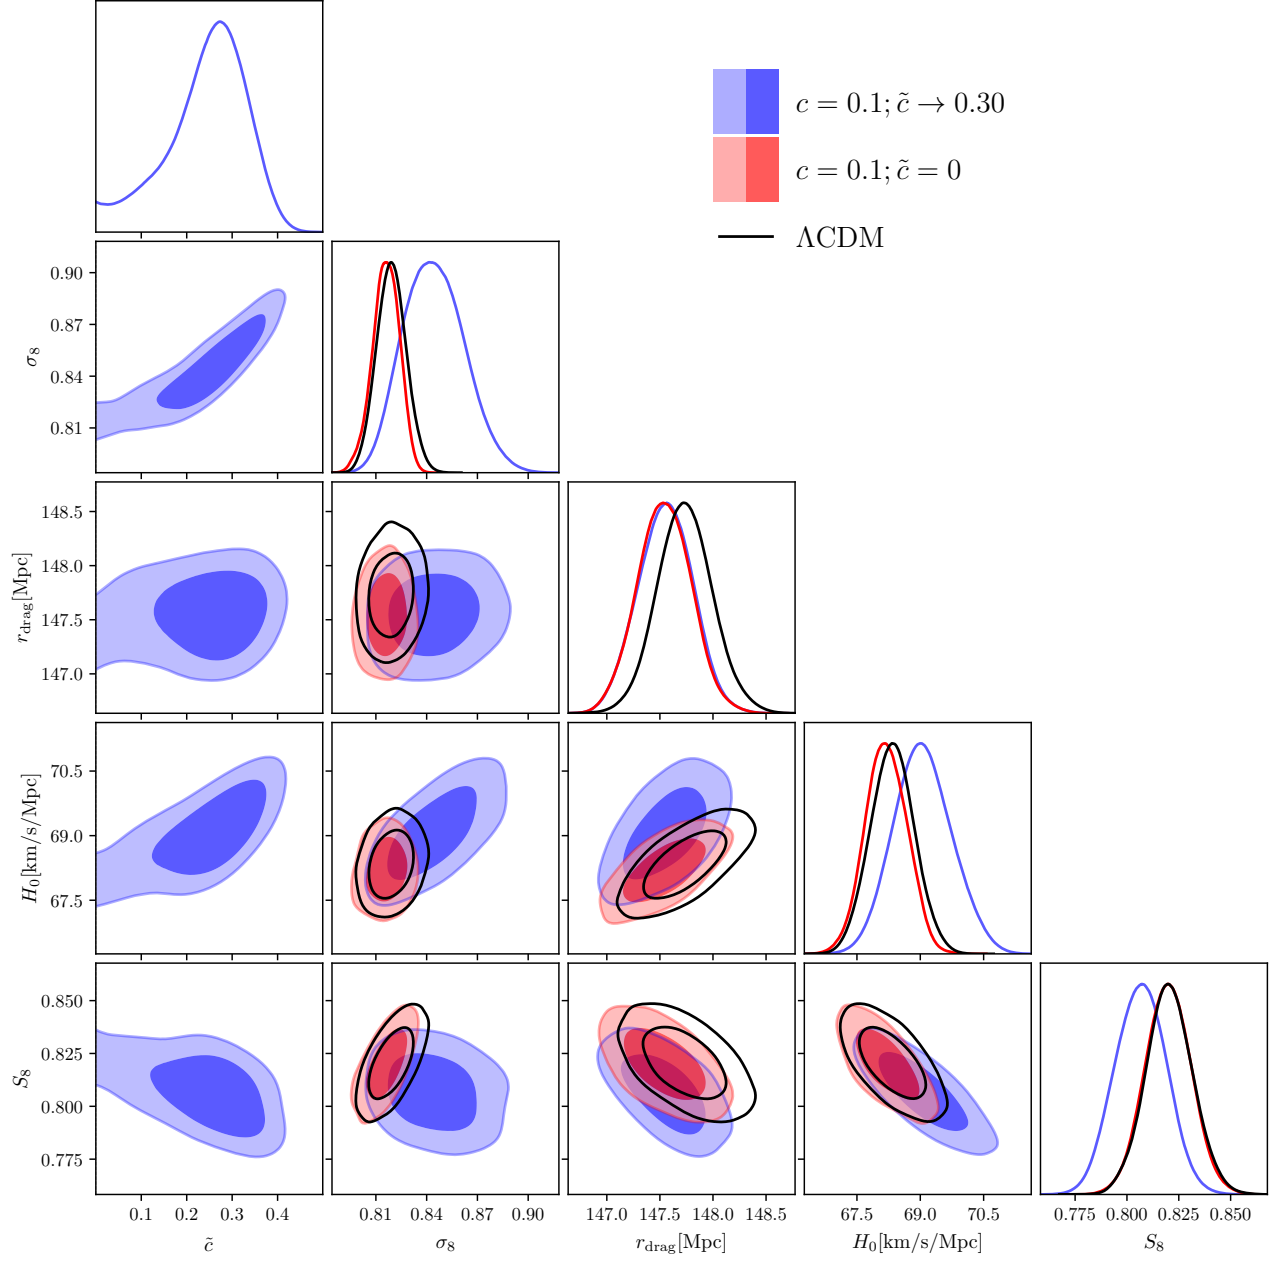 c = 0.1; c̃ → 0.30
c = 0.1; c̃ = 0
ΛCDM
0.90
0.87
0.84
0.81
σ₈
148.5
148.0
147.5
147.0
r_drag[Mpc]
70.5
69.0
67.5
H₀[km/s/Mpc]
0.850
0.825
0.800
0.775
S₈
0.1 0.2 0.3 0.4
0.81 0.84 0.87 0.90
147.0 147.5 148.0 148.5
67.5 69.0 70.5
0.775 0.800 0.825 0.850
c̃ σ₈ r_drag[Mpc] H₀[km/s/Mpc] S₈